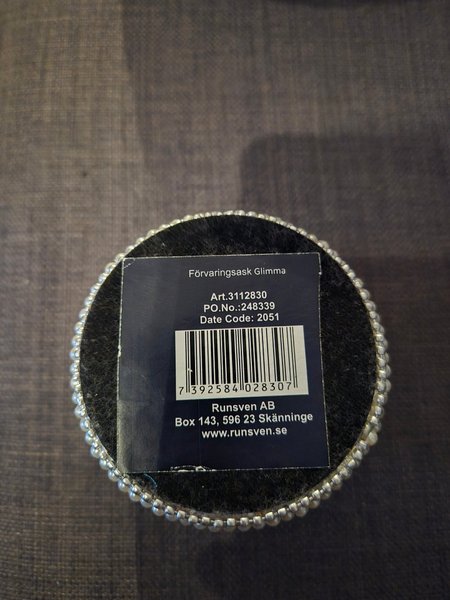 Förvaringsask Glimma
Art.3112830
PO.No.:248339
Date Code: 2051
7 392584 028307
Runsven AB
Box 143, 596 23 Skänninge
www.runsven.se